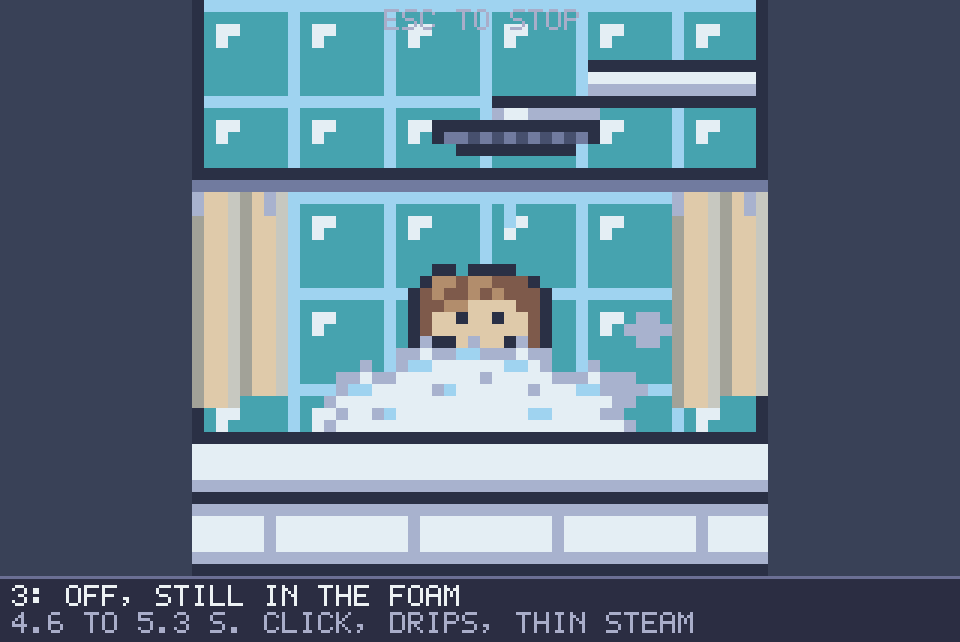 ESC TO STOP
3: OFF, STILL IN THE FOAM
4.6 TO 5.3 S. CLICK, DRIPS, THIN STEAM